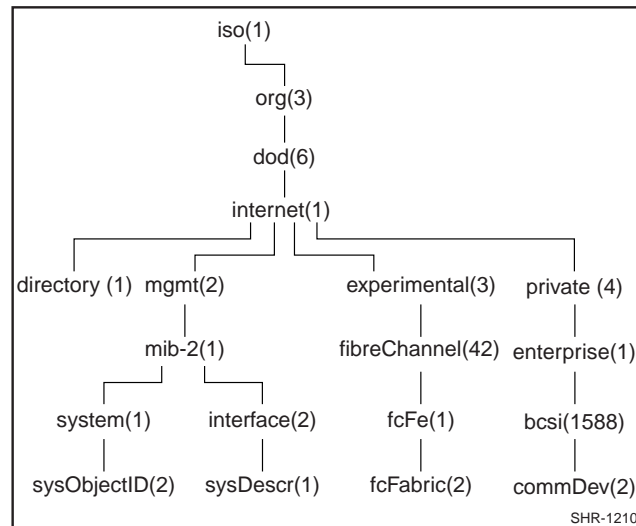 iso(1)
org(3)
dod(6)
internet(1)
directory (1) mgmt(2) experimental(3) private (4)
mib-2(1) fibreChannel(42) enterprise(1)
system(1) interface(2) fcFe(1) bcsi(1588)
sysObjectID(2) sysDescr(1) fcFabric(2) commDev(2)
SHR-1210